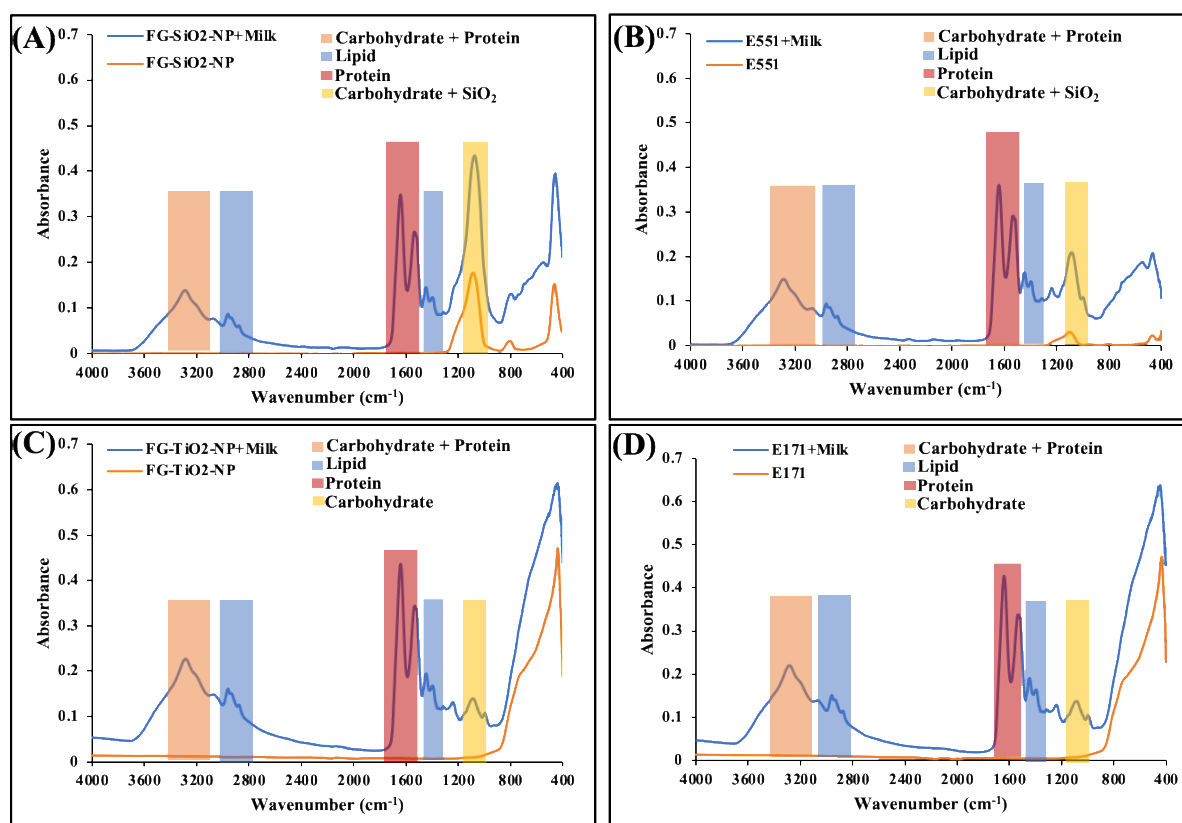 (A)
FG-SiO2-NP+Milk
FG-SiO2-NP
Carbohydrate + Protein
Lipid
Protein
Carbohydrate + SiO₂
0.7
0.6
0.5
0.4
0.3
0.2
0.1
0
Absorbance
4000 3600 3200 2800 2400 2000 1600 1200 800 400
Wavenumber (cm⁻¹)
(B)
E551+Milk
E551
Carbohydrate + Protein
Lipid
Protein
Carbohydrate + SiO₂
0.7
0.6
0.5
0.4
0.3
0.2
0.1
0
Absorbance
4000 3600 3200 2800 2400 2000 1600 1200 800 400
Wavenumber (cm⁻¹)
(C)
FG-TiO2-NP+Milk
FG-TiO2-NP
Carbohydrate + Protein
Lipid
Protein
Carbohydrate
0.7
0.6
0.5
0.4
0.3
0.2
0.1
0
Absorbance
4000 3600 3200 2800 2400 2000 1600 1200 800 400
Wavenumber (cm⁻¹)
(D)
E171+Milk
E171
Carbohydrate + Protein
Lipid
Protein
Carbohydrate
0.7
0.6
0.5
0.4
0.3
0.2
0.1
0
Absorbance
4000 3600 3200 2800 2400 2000 1600 1200 800 400
Wavenumber (cm⁻¹)